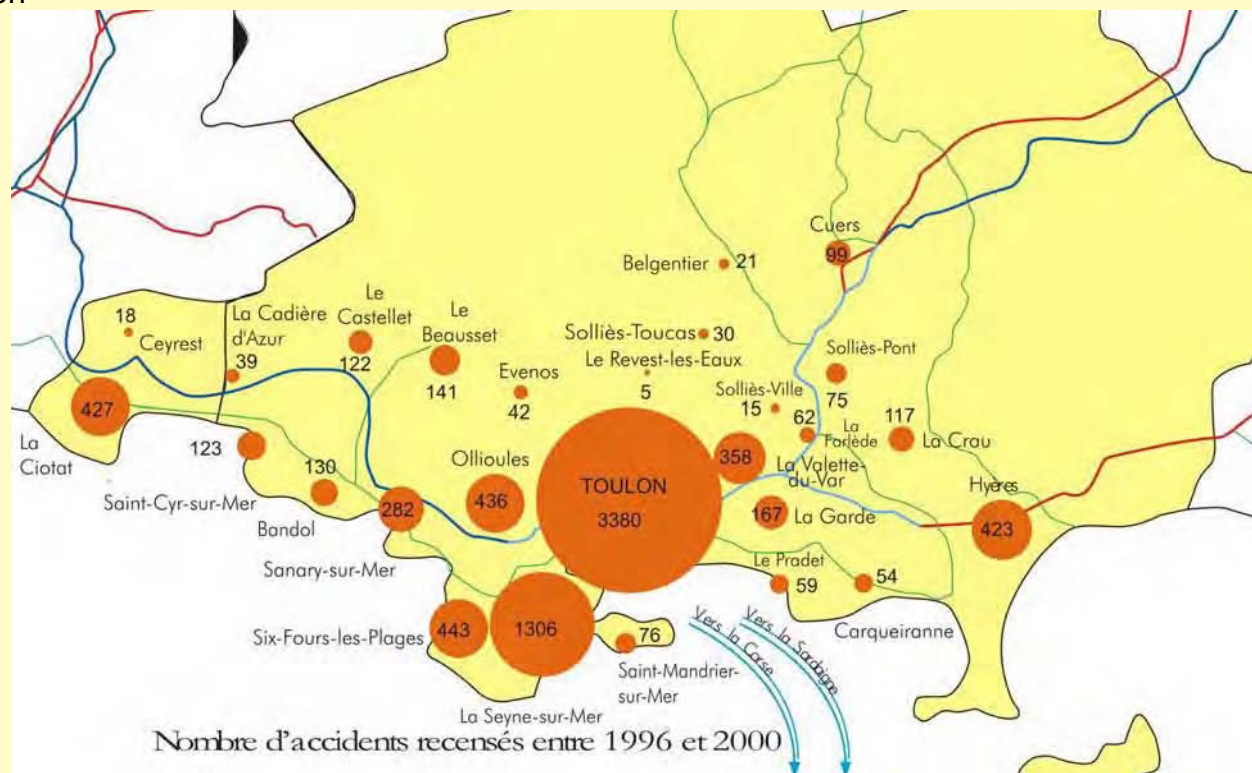 on
Cuers
99
Belgentier
21
18
Ceyrest
La Cadière
d'Azur
39
Le
Castellet
122
Le
Beausset
141
Solliès-Toucas
30
Le Revest-les-Eaux
5
Evenos
42
Solliès-Pont
75
Solliès-Ville
15
62
La
Farlède
117
La Crau
427
La
Ciotat
123
Saint-Cyr-sur-Mer
130
Bandol
282
Sanary-sur-Mer
Ollioules
436
TOULON
3380
358
La Valette-
du-Var
167
La Garde
Hyères
423
Le Pradet
59
54
Carqueiranne
Six-Fours-les-Plages
443
1306
La Seyne-sur-Mer
76
Saint-Mandrier-
sur-Mer
Vers la Corse
Vers la Sardaigne
Nombre d'accidents recensés entre 1996 et 2000